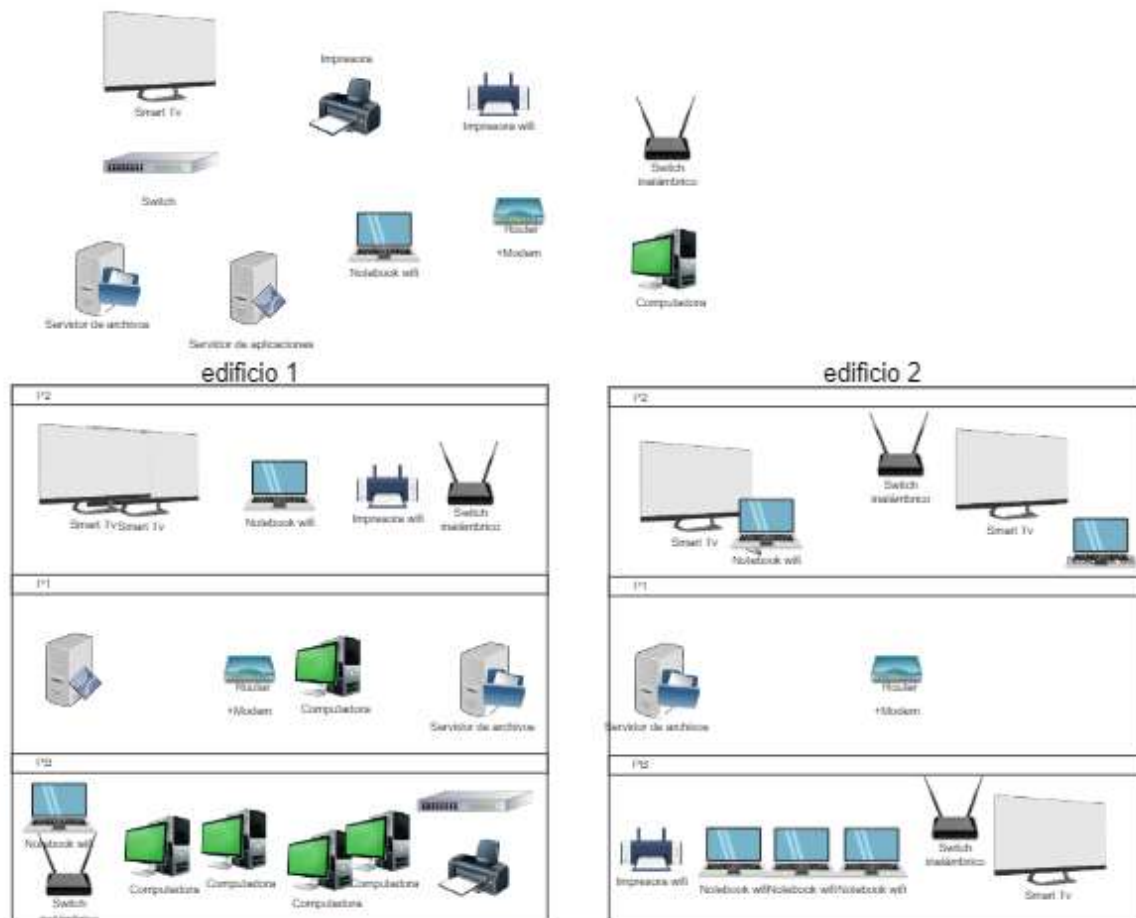 Impresora
Smart Tv
Impresora wifi
Switch
inalámbrico
Switch
Router
+Modem
Notebook wifi
Computadora
Servidor de archivos
Servidor de aplicaciones
edificio 1
edificio 2
P2
P2
Smart Tv Smart Tv
Notebook wifi
Impresora wifi
Switch
inalámbrico
Switch
inalámbrico
Smart Tv
Smart Tv
Notebook wifi
P1
P1
Router
+Modem
Computadora
Servidor de archivos
Router
+Modem
Servidor de archivos
PB
PB
Notebook wifi
Switch
Computadora
Computadora
Computadora
Computadora
Impresora wifi
Notebook wifi Notebook wifi Notebook wifi
Switch
inalámbrico
Smart Tv